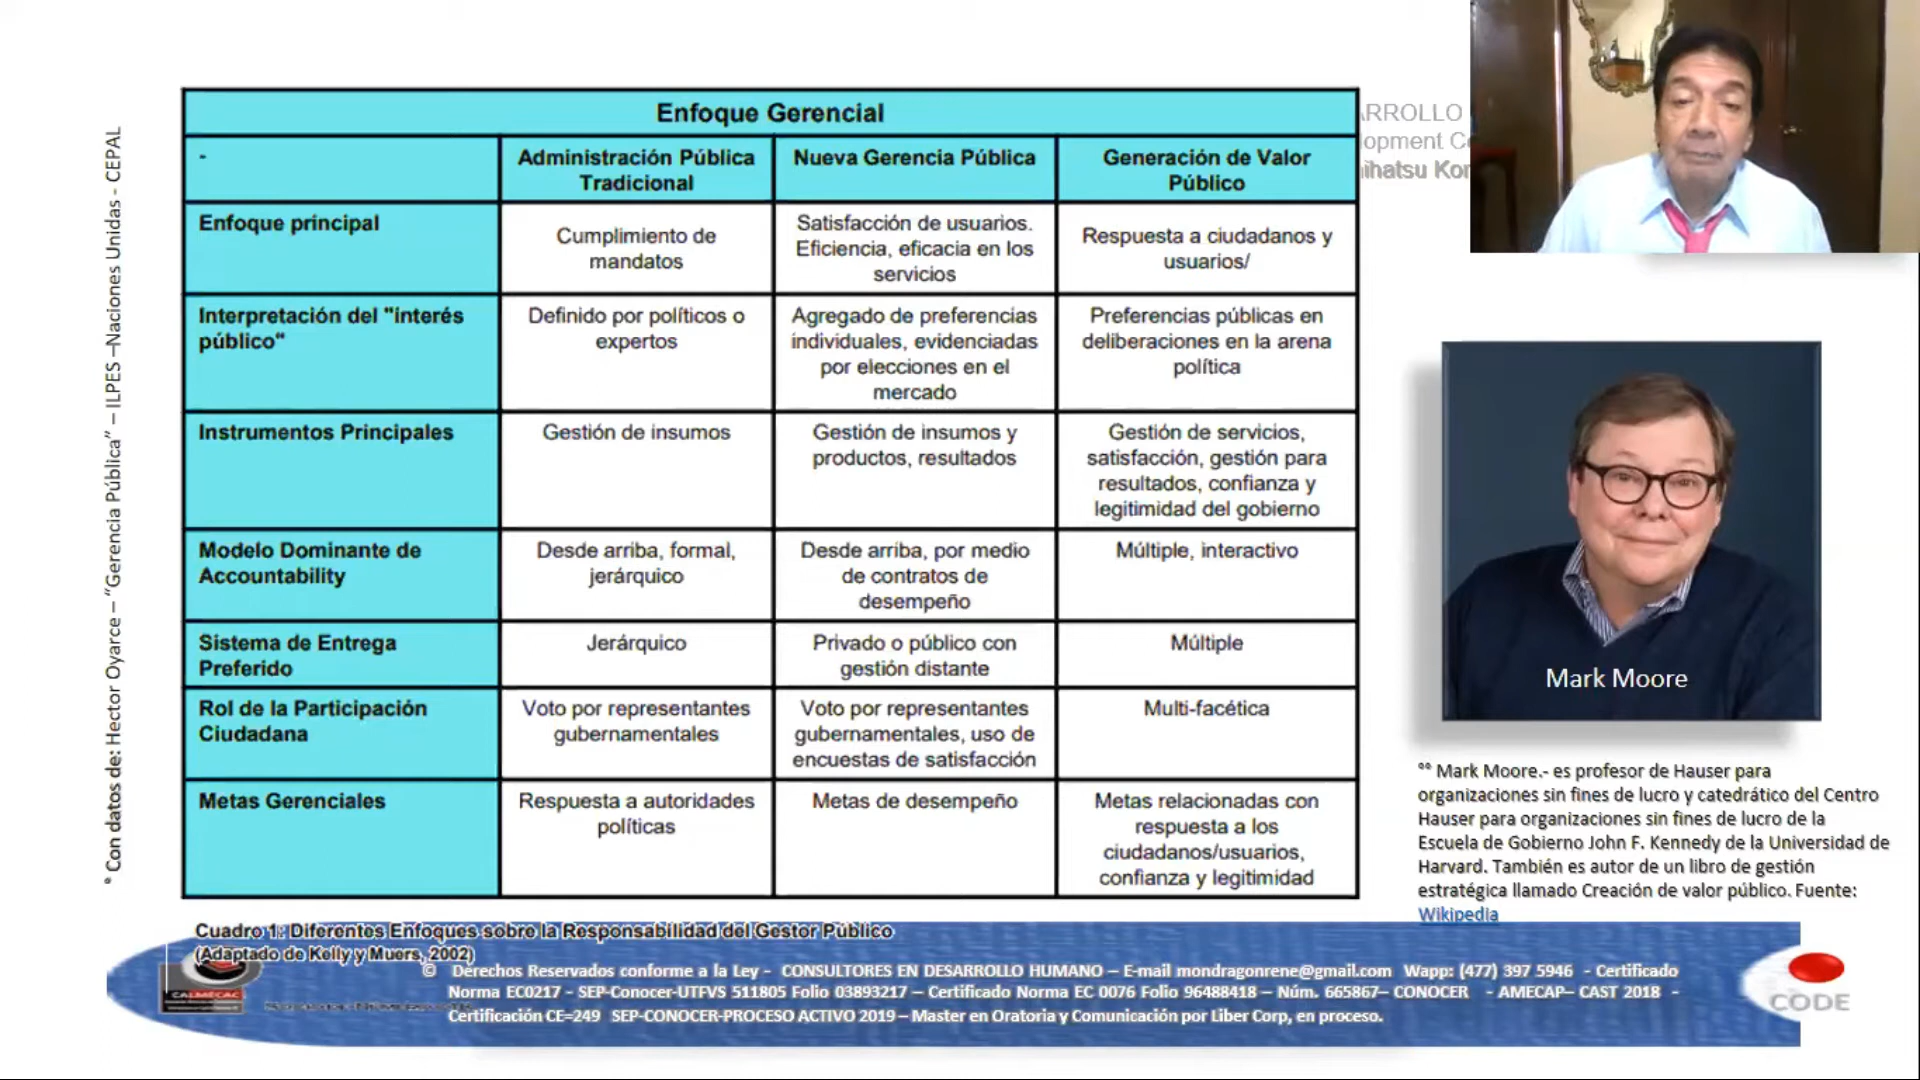 ARROLLO
lopment C
ihatsu Kor
° Con datos de: Hector Oyarce – “Gerencia Pública” – ILPES –Naciones Unidas - CEPAL
Enfoque Gerencial
-
Administración Pública
Tradicional
Nueva Gerencia Pública
Generación de Valor
Público
Enfoque principal
Cumplimiento de
mandatos
Satisfacción de usuarios.
Eficiencia, eficacia en los
servicios
Respuesta a ciudadanos y
usuarios/
Interpretación del "interés
público"
Definido por políticos o
expertos
Agregado de preferencias
individuales, evidenciadas
por elecciones en el
mercado
Preferencias públicas en
deliberaciones en la arena
política
Instrumentos Principales
Gestión de insumos
Gestión de insumos y
productos, resultados
Gestión de servicios,
satisfacción, gestión para
resultados, confianza y
legitimidad del gobierno
Modelo Dominante de
Accountability
Desde arriba, formal,
jerárquico
Desde arriba, por medio
de contratos de
desempeño
Múltiple, interactivo
Sistema de Entrega
Preferido
Jerárquico
Privado o público con
gestión distante
Múltiple
Rol de la Participación
Ciudadana
Voto por representantes
gubernamentales
Voto por representantes
gubernamentales, uso de
encuestas de satisfacción
Multi-facética
Metas Gerenciales
Respuesta a autoridades
políticas
Metas de desempeño
Metas relacionadas con
respuesta a los
ciudadanos/usuarios,
confianza y legitimidad
Mark Moore
°° Mark Moore.- es profesor de Hauser para
organizaciones sin fines de lucro y catedrático del Centro
Hauser para organizaciones sin fines de lucro de la
Escuela de Gobierno John F. Kennedy de la Universidad de
Harvard. También es autor de un libro de gestión
estratégica llamado Creación de valor público. Fuente:
Wikipedia
Cuadro 1: Diferentes Enfoques sobre la Responsabilidad del Gestor Público
(Adaptado de Kelly y Muers, 2002)
© Derechos Reservados conforme a la Ley - CONSULTORES EN DESARROLLO HUMANO – E-mail mondragonrene@gmail.com Wapp: (477) 397 5946 - Certificado
Norma EC0217 - SEP-Conocer-UTFVS 511805 Folio 03893217 – Certificado Norma EC 0076 Folio 96488418 – Núm. 665867– CONOCER - AMECAP– CAST 2018 -
Certificación CE=249 SEP-CONOCER-PROCESO ACTIVO 2019 – Master en Oratoria y Comunicación por Liber Corp, en proceso.
CALMECAC
CODE